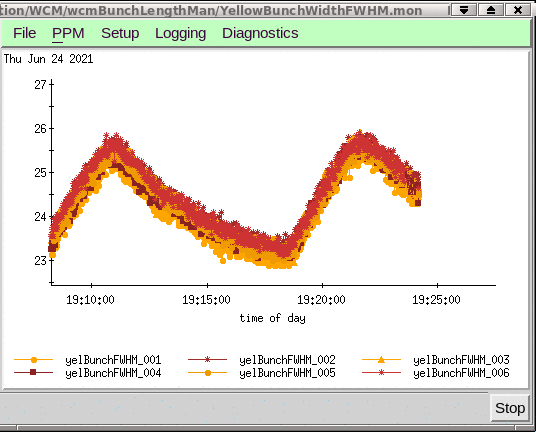 tion/WCM/wcmBunchLengthMan/YellowBunchWidthFWHM.mon
File PPM Setup Logging Diagnostics
Thu Jun 24 2021
27
26
25
24
23
19:10:00 19:15:00 19:20:00 19:25:00
time of day
yelBunchFWHM_001 yelBunchFWHM_002 yelBunchFWHM_003
yelBunchFWHM_004 yelBunchFWHM_005 yelBunchFWHM_006
Stop